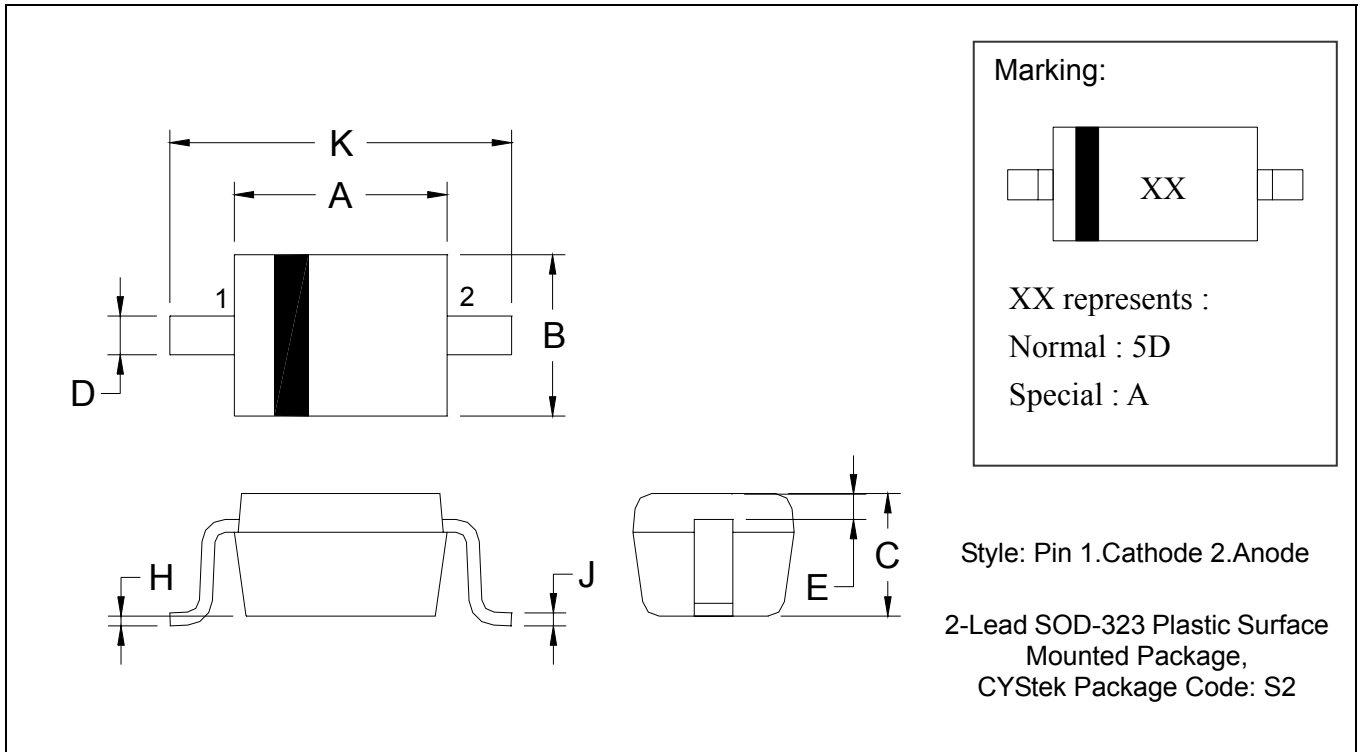 K
A
1
2
B
D
H
J
E
C
Marking:
XX
XX represents :
Normal : 5D
Special : A
Style: Pin 1.Cathode 2.Anode
2-Lead SOD-323 Plastic Surface
Mounted Package,
CYStek Package Code: S2